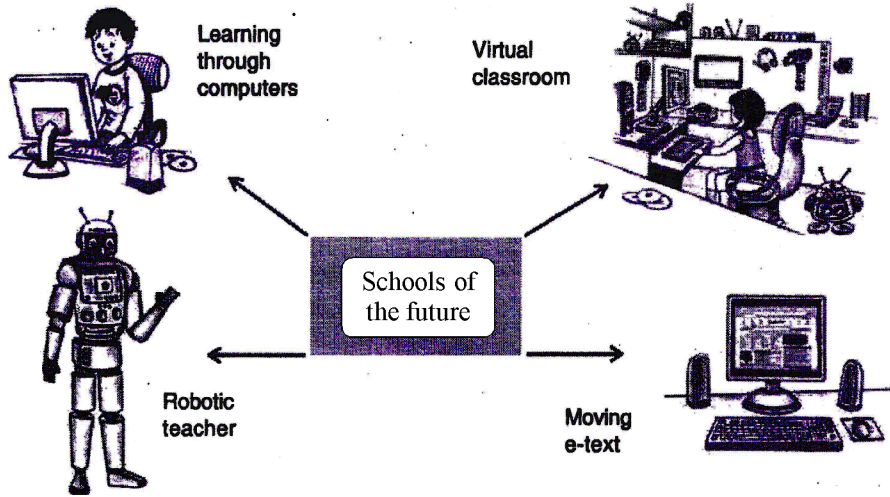 Learning
through
computers
Virtual
classroom
Schools of
the future
Robotic
teacher
Moving
e-text